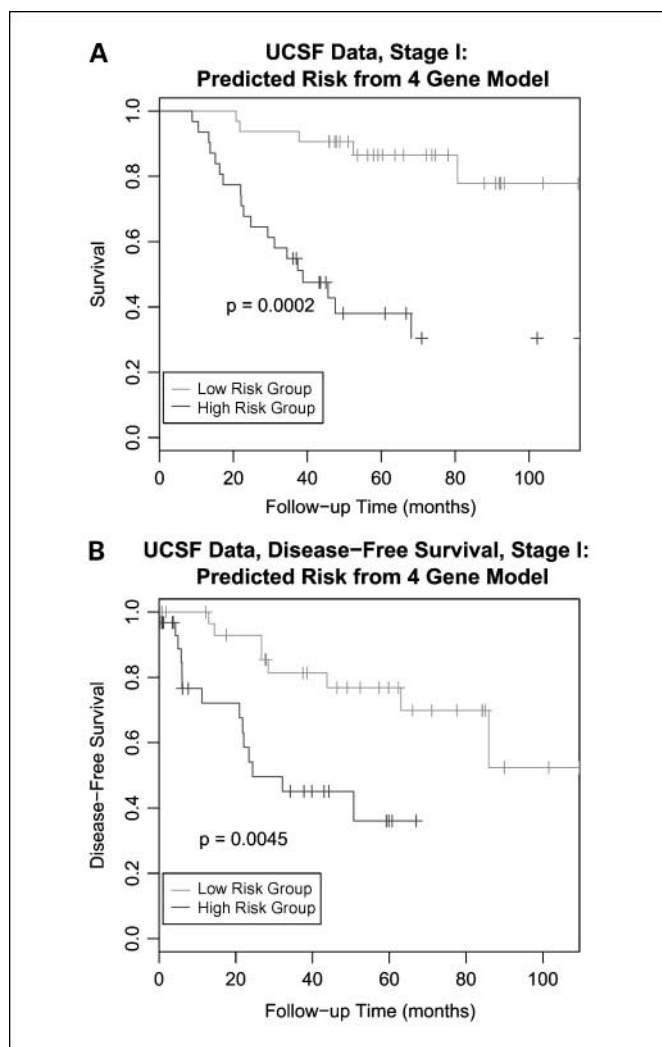 A
UCSF Data, Stage I:
Predicted Risk from 4 Gene Model
Survival
0.0
0.2
0.4
0.6
0.8
1.0
p = 0.0002
Low Risk Group
High Risk Group
0 20 40 60 80 100
Follow-up Time (months)
B
UCSF Data, Disease-Free Survival, Stage I:
Predicted Risk from 4 Gene Model
Disease-Free Survival
0.0
0.2
0.4
0.6
0.8
1.0
p = 0.0045
Low Risk Group
High Risk Group
0 20 40 60 80 100
Follow-up Time (months)